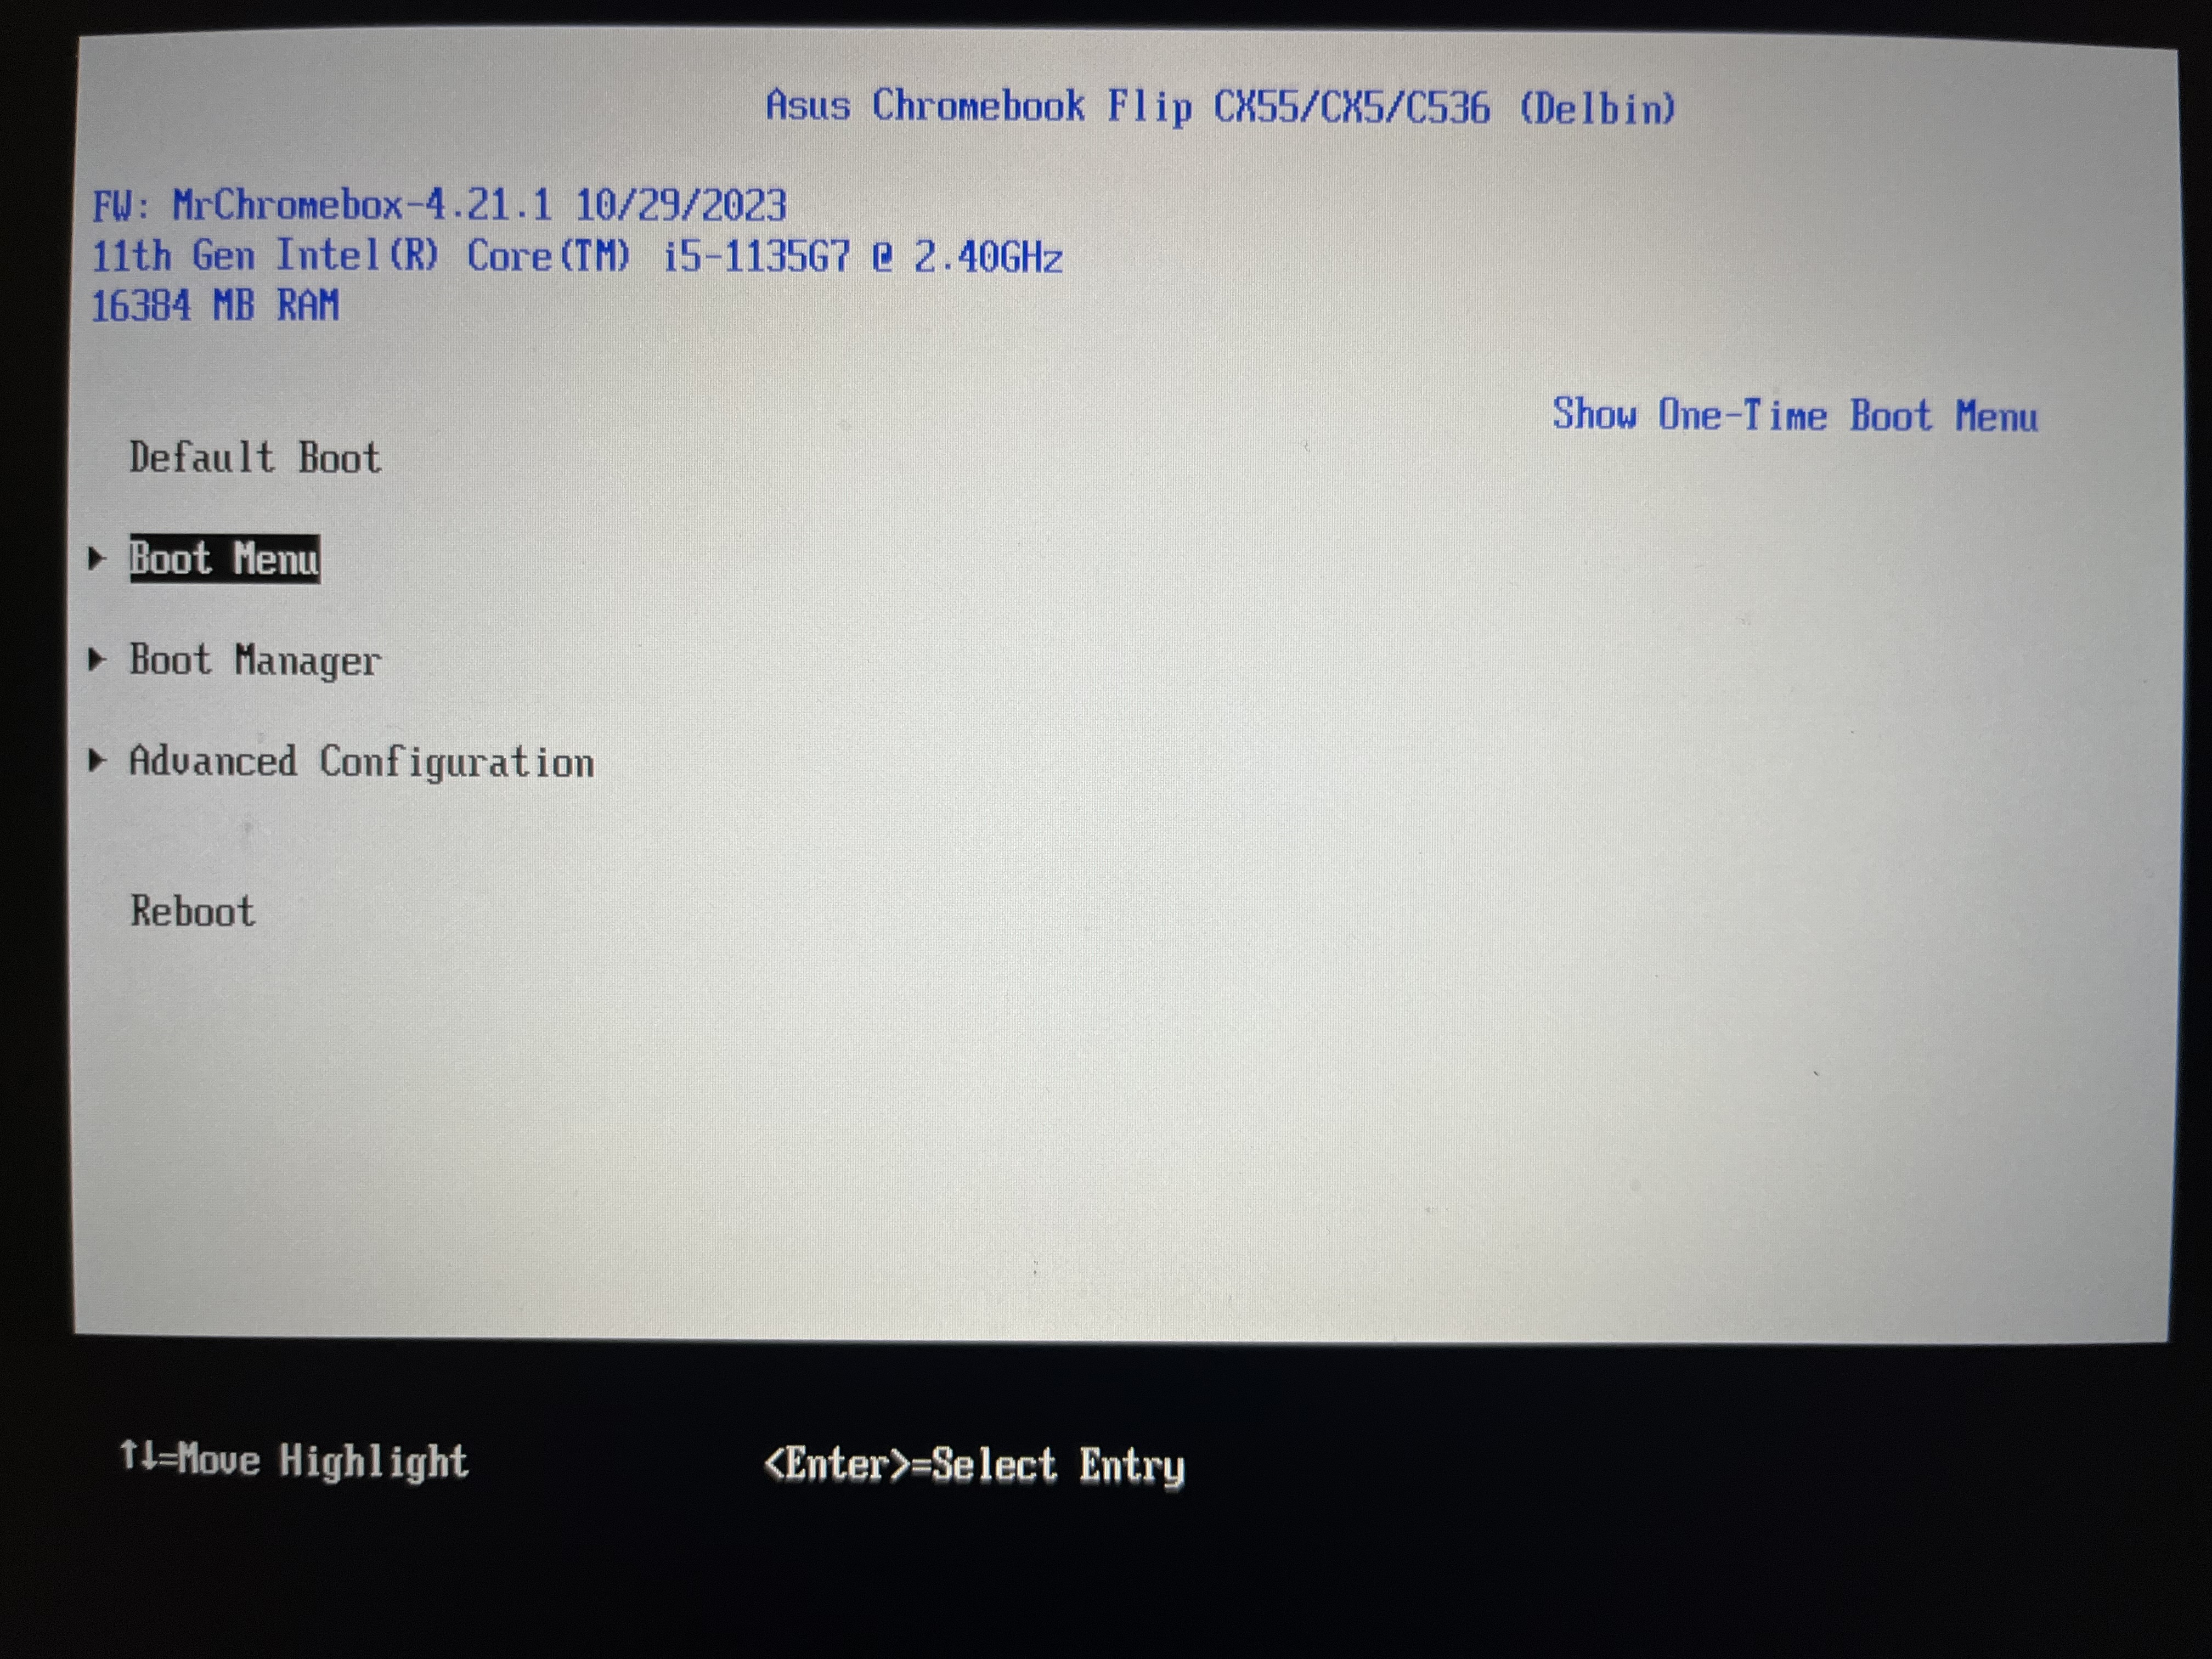 Asus Chromebook Flip CX55/CX5/C536 (Delbin)
FW: MrChromebox-4.21.1 10/29/2023
11th Gen Intel(R) Core(TM) i5-1135G7 @ 2.40GHz
16384 MB RAM
Show One-Time Boot Menu
Default Boot
Boot Menu
Boot Manager
Advanced Configuration
Reboot
↑↓=Move Highlight
<Enter>=Select Entry